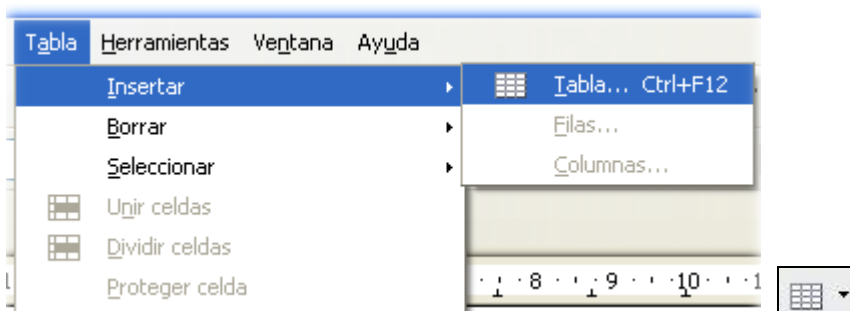 Tabla Herramientas Ventana Ayuda
Insertar
Tabla... Ctrl+F12
Borrar
Filas...
Seleccionar
Columnas...
Unir celdas
Dividir celdas
Proteger celda
8 9 10 1